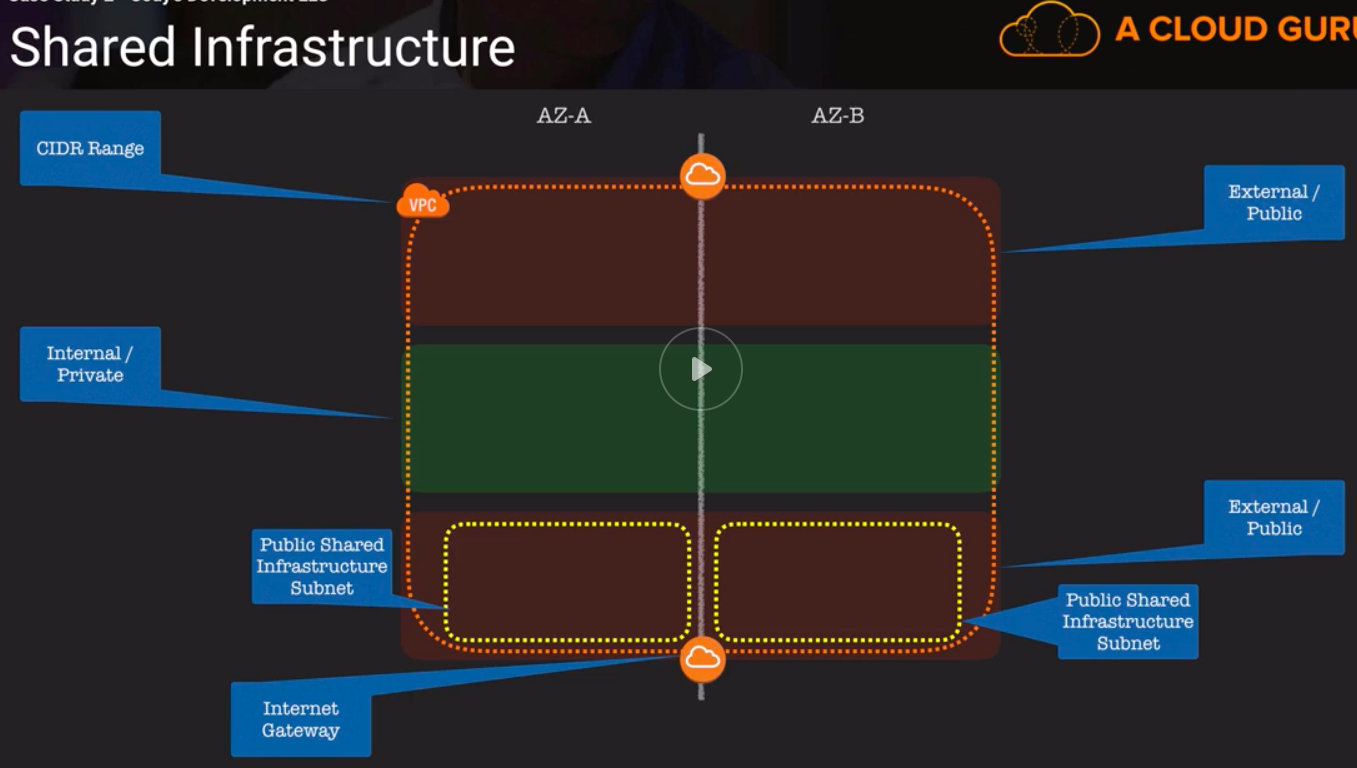 Shared Infrastructure
A CLOUD GURU
AZ-A
AZ-B
CIDR Range
VPC
External /
Public
Internal /
Private
External /
Public
Public Shared
Infrastructure
Subnet
Public Shared
Infrastructure
Subnet
Internet
Gateway